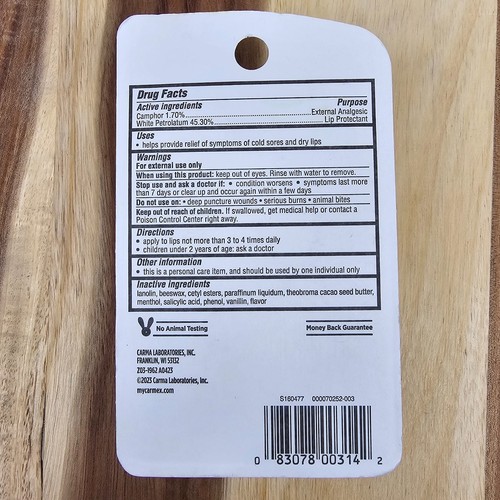 Drug Facts
Active ingredients Purpose
Camphor 1.70%..........External Analgesic
White Petrolatum 45.30%..........Lip Protectant
Uses
• helps provide relief of symptoms of cold sores and dry lips
Warnings
For external use only
When using this product: keep out of eyes. Rinse with water to remove.
Stop use and ask a doctor if: • condition worsens • symptoms last more
than 7 days or clear up and occur again within a few days
Do not use on: • deep puncture wounds • serious burns • animal bites
Keep out of reach of children. If swallowed, get medical help or contact a
Poison Control Center right away.
Directions
• apply to lips not more than 3 to 4 times daily
• children under 2 years of age: ask a doctor
Other information
• this is a personal care item, and should be used by one individual only
Inactive ingredients
lanolin, beeswax, cetyl esters, paraffinum liquidum, theobroma cacao seed butter,
menthol, salicylic acid, phenol, vanillin, flavor
No Animal Testing
Money Back Guarantee
CARMA LABORATORIES, INC.
FRANKLIN, WI 53132
Z03-1962 A0423
©2023 Carma Laboratories, Inc.
mycarmex.com
S160477 000070252-003
0 83078 00314 2